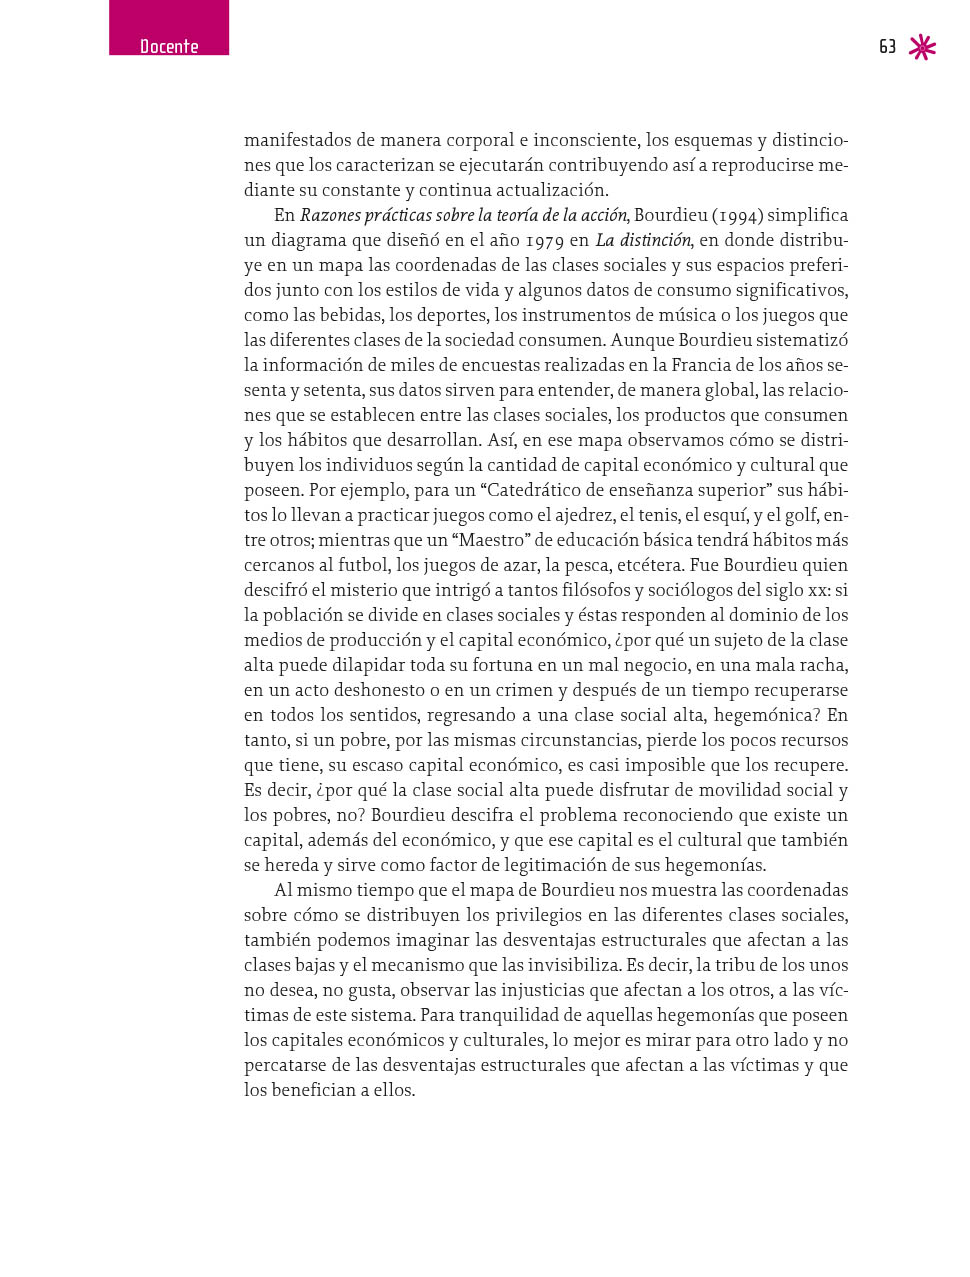 Docente
63
manifestados de manera corporal e inconsciente, los esquemas y distincio-
nes que los caracterizan se ejecutarán contribuyendo así a reproducirse me-
diante su constante y continua actualización.
En Razones prácticas sobre la teoría de la acción, Bourdieu (1994) simplifica
un diagrama que diseñó en el año 1979 en La distinción, en donde distribu-
ye en un mapa las coordenadas de las clases sociales y sus espacios preferi-
dos junto con los estilos de vida y algunos datos de consumo significativos,
como las bebidas, los deportes, los instrumentos de música o los juegos que
las diferentes clases de la sociedad consumen. Aunque Bourdieu sistematizó
la información de miles de encuestas realizadas en la Francia de los años se-
senta y setenta, sus datos sirven para entender, de manera global, las relacio-
nes que se establecen entre las clases sociales, los productos que consumen
y los hábitos que desarrollan. Así, en ese mapa observamos cómo se distri-
buyen los individuos según la cantidad de capital económico y cultural que
poseen. Por ejemplo, para un “Catedrático de enseñanza superior” sus hábi-
tos lo llevan a practicar juegos como el ajedrez, el tenis, el esquí, y el golf, en-
tre otros; mientras que un “Maestro” de educación básica tendrá hábitos más
cercanos al futbol, los juegos de azar, la pesca, etcétera. Fue Bourdieu quien
descifró el misterio que intrigó a tantos filósofos y sociólogos del siglo xx: si
la población se divide en clases sociales y éstas responden al dominio de los
medios de producción y el capital económico, ¿por qué un sujeto de la clase
alta puede dilapidar toda su fortuna en un mal negocio, en una mala racha,
en un acto deshonesto o en un crimen y después de un tiempo recuperarse
en todos los sentidos, regresando a una clase social alta, hegemónica? En
tanto, si un pobre, por las mismas circunstancias, pierde los pocos recursos
que tiene, su escaso capital económico, es casi imposible que los recupere.
Es decir, ¿por qué la clase social alta puede disfrutar de movilidad social y
los pobres, no? Bourdieu descifra el problema reconociendo que existe un
capital, además del económico, y que ese capital es el cultural que también
se hereda y sirve como factor de legitimación de sus hegemonías.
Al mismo tiempo que el mapa de Bourdieu nos muestra las coordenadas
sobre cómo se distribuyen los privilegios en las diferentes clases sociales,
también podemos imaginar las desventajas estructurales que afectan a las
clases bajas y el mecanismo que las invisibiliza. Es decir, la tribu de los unos
no desea, no gusta, observar las injusticias que afectan a los otros, a las víc-
timas de este sistema. Para tranquilidad de aquellas hegemonías que poseen
los capitales económicos y culturales, lo mejor es mirar para otro lado y no
percatarse de las desventajas estructurales que afectan a las víctimas y que
los benefician a ellos.